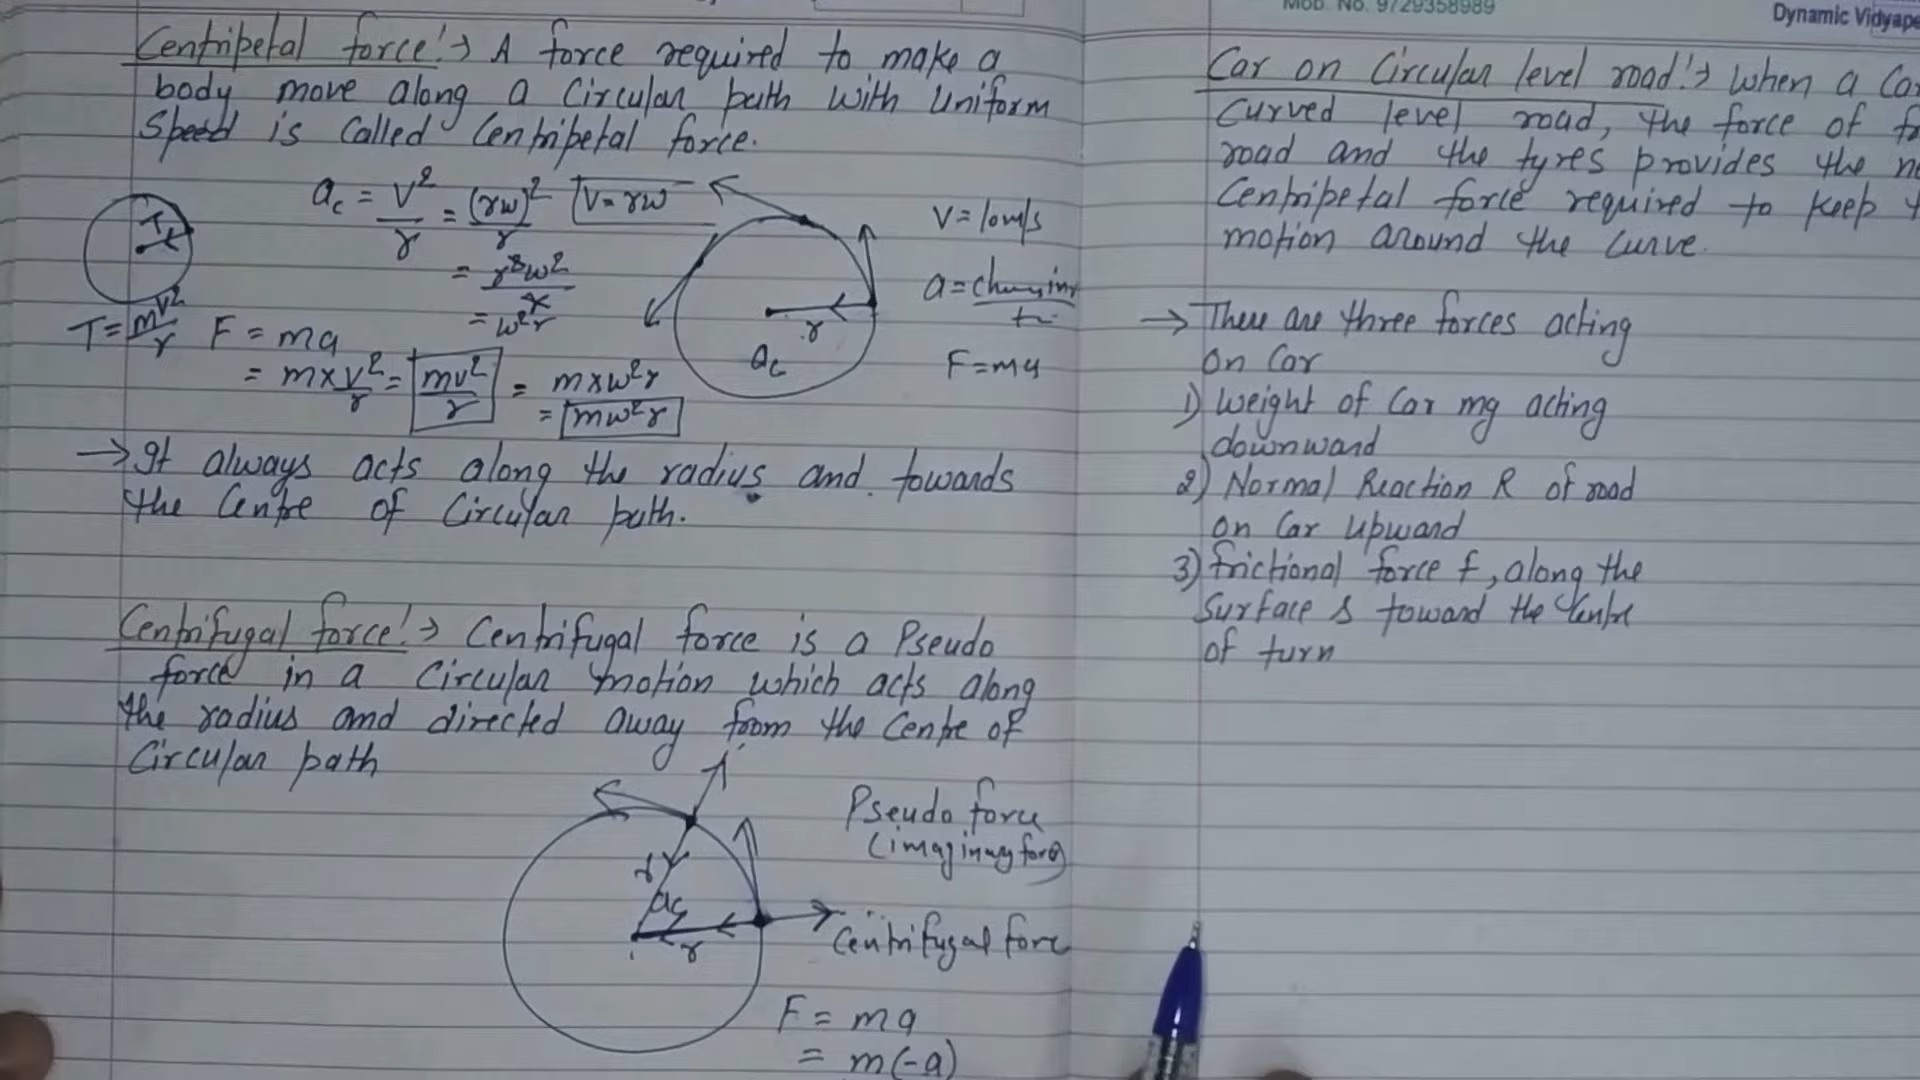 Centripetal force :→ A force required to make a
body move along a Circular path with Uniform
Speed is Called Centripetal force.
a_c = V²/r = (rω)²/r V = rω
= r²ω²/r
= ω²r
T
T = mv²/r
F = ma
= m×v²/r = mv²/r = m×ω²r
= mω²r
r
a_c
V = 10m/s
a =
F = ma
→ It always acts along the radius and towards
the Centre of Circular path.
Centrifugal force :→ Centrifugal force is a Pseudo
force in a Circular motion which acts along
the radius and directed away from the Centre of
Circular path
r
a_c
r
Pseudo force
(imaginary force)
Centrifugal force
F = ma
= m(-a)
Mob. No. 9729358989
Dynamic
Car on Circular level road :→ When a Car
Curved level road, the force of
road and the tyres provides the
Centripetal force required to keep
motion around the Curve.
→ There are three forces acting
on Car
1) Weight of Car mg acting
downward
2) Normal Reaction R of road
on Car Upward
3) frictional force f, along the
Surface s toward the Centre
of turn